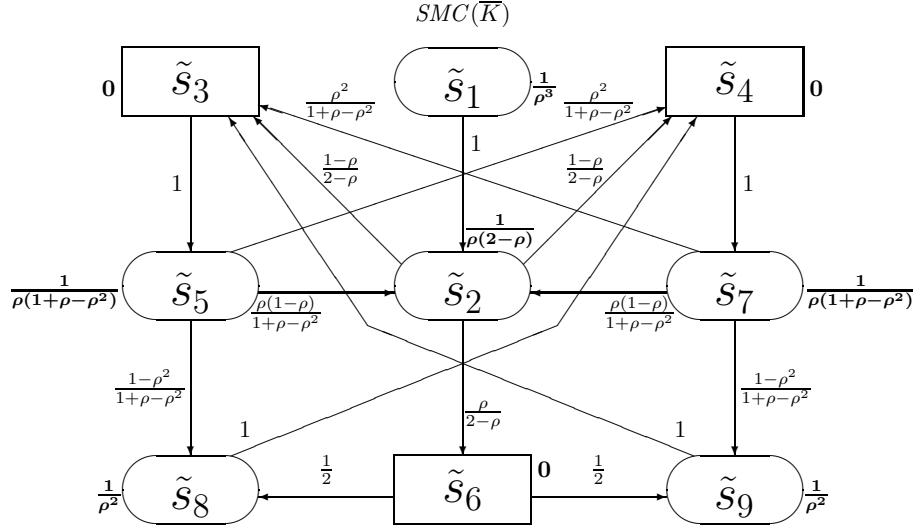 SMC(K̅)
0 s̃₃ s̃₁ 1/ρ³ s̃₄ 0
ρ²/(1+ρ−ρ²) ρ²/(1+ρ−ρ²)
1
(1−ρ)/(2−ρ) (1−ρ)/(2−ρ)
1 1
1/(ρ(2−ρ))
1/(ρ(1+ρ−ρ²)) s̃₅ s̃₂ s̃₇ 1/(ρ(1+ρ−ρ²))
ρ(1−ρ)/(1+ρ−ρ²) ρ(1−ρ)/(1+ρ−ρ²)
(1−ρ²)/(1+ρ−ρ²) (1−ρ²)/(1+ρ−ρ²)
ρ/(2−ρ)
1 1
1/2 0 1/2
1/ρ² s̃₈ s̃₆ s̃₉ 1/ρ²